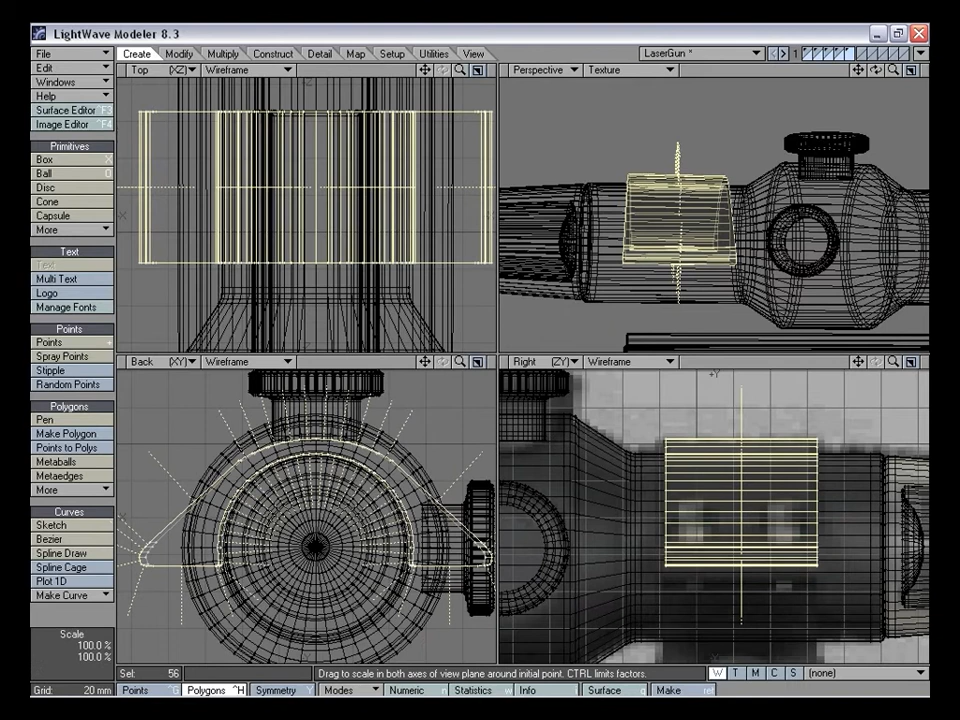 LightWave Modeler 8.3
File
Edit
Windows
Help
Surface Editor F3
Image Editor ^F4
Create Modify Multiply Construct Detail Map Setup Utilities View
LaserGun * 1
Top (XZ) Wireframe
Perspective Texture
Primitives
Box X
Ball O
Disc
Cone
Capsule
More
Text
Multi Text
Logo
Manage Fonts
Points
Points +
Spray Points
Stipple
Random Points
Back (XY) Wireframe
Right (ZY) Wireframe
+Y
Polygons
Pen
Make Polygon
Points to Polys
Metaballs
Metaedges
More
Curves
Sketch
Bezier
Spline Draw
Spline Cage
Plot 1D
Make Curve
Scale
100.0 %
100.0 %
Sel: 56 Drag to scale in both axes of view plane around initial point. CTRL limits factors. W T M C S (none)
Grid: 20 mm Points ^G Polygons ^H Symmetry Y Modes Numeric n Statistics w Info i Surface q Make ret